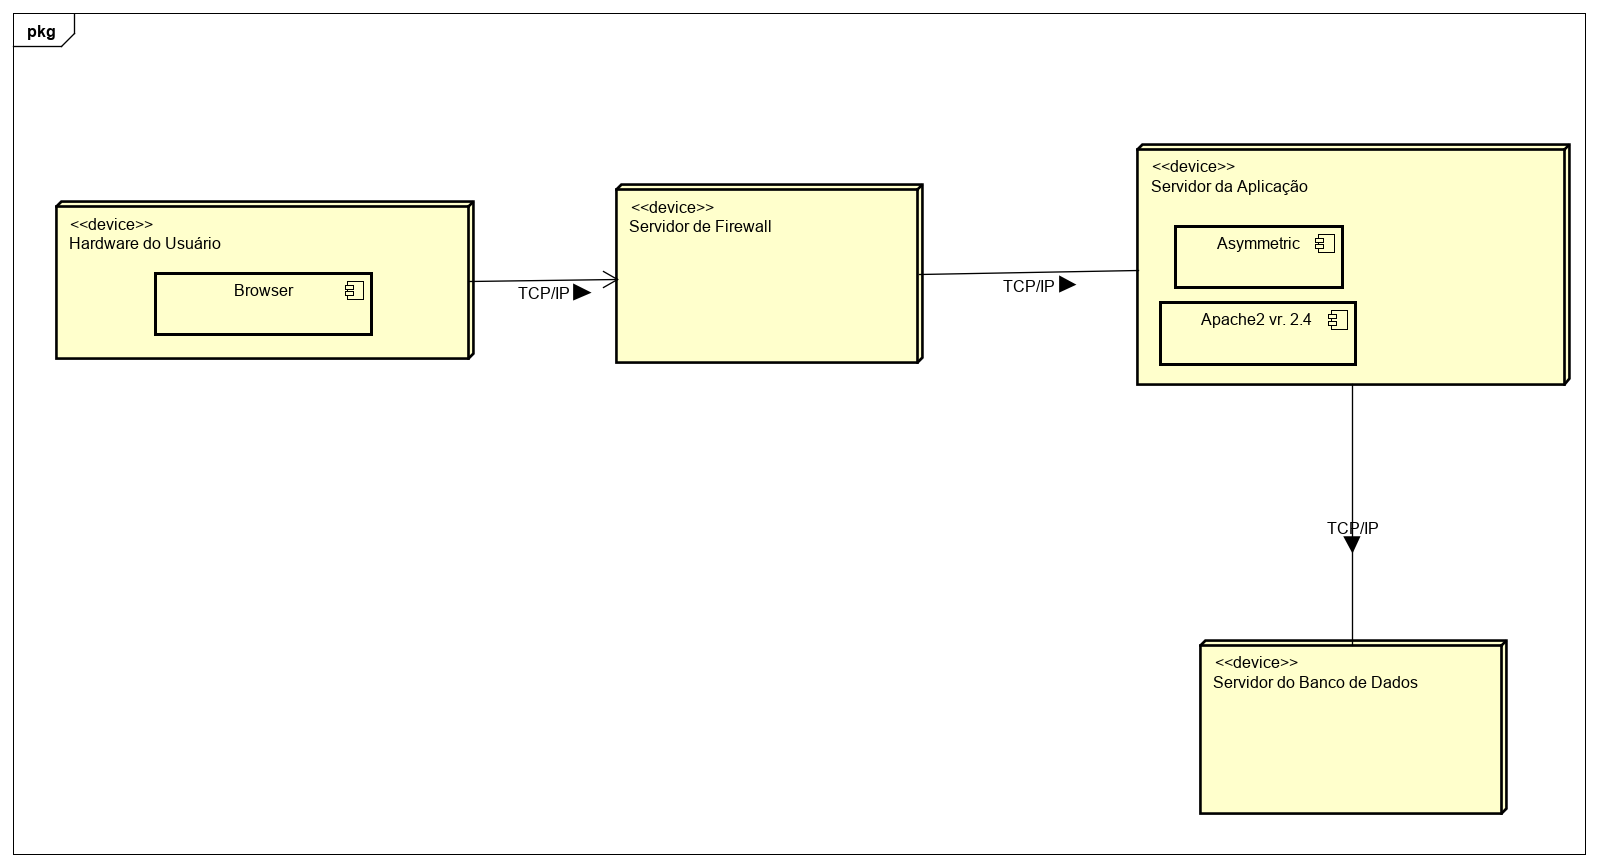 pkg
<<device>>
Hardware do Usuário
Browser
TCP/IP
<<device>>
Servidor de Firewall
TCP/IP
<<device>>
Servidor da Aplicação
Asymmetric
Apache2 vr. 2.4
TCP/IP
<<device>>
Servidor do Banco de Dados